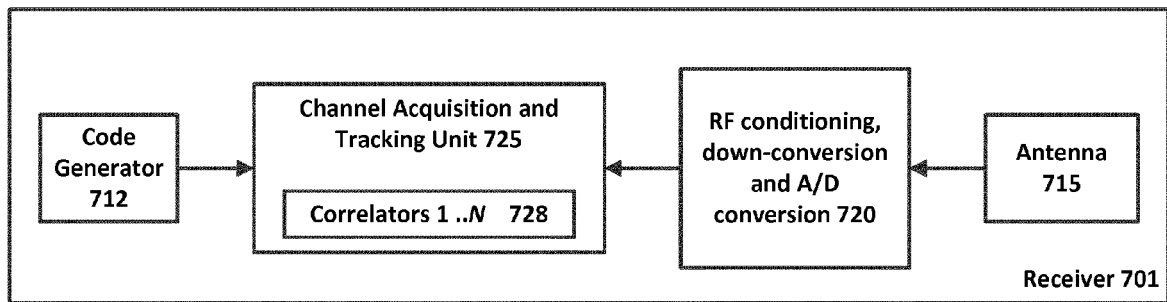 Code
Generator
712
Channel Acquisition and
Tracking Unit 725
Correlators 1 ..N 728
RF conditioning,
down-conversion
and A/D
conversion 720
Antenna
715
Receiver 701